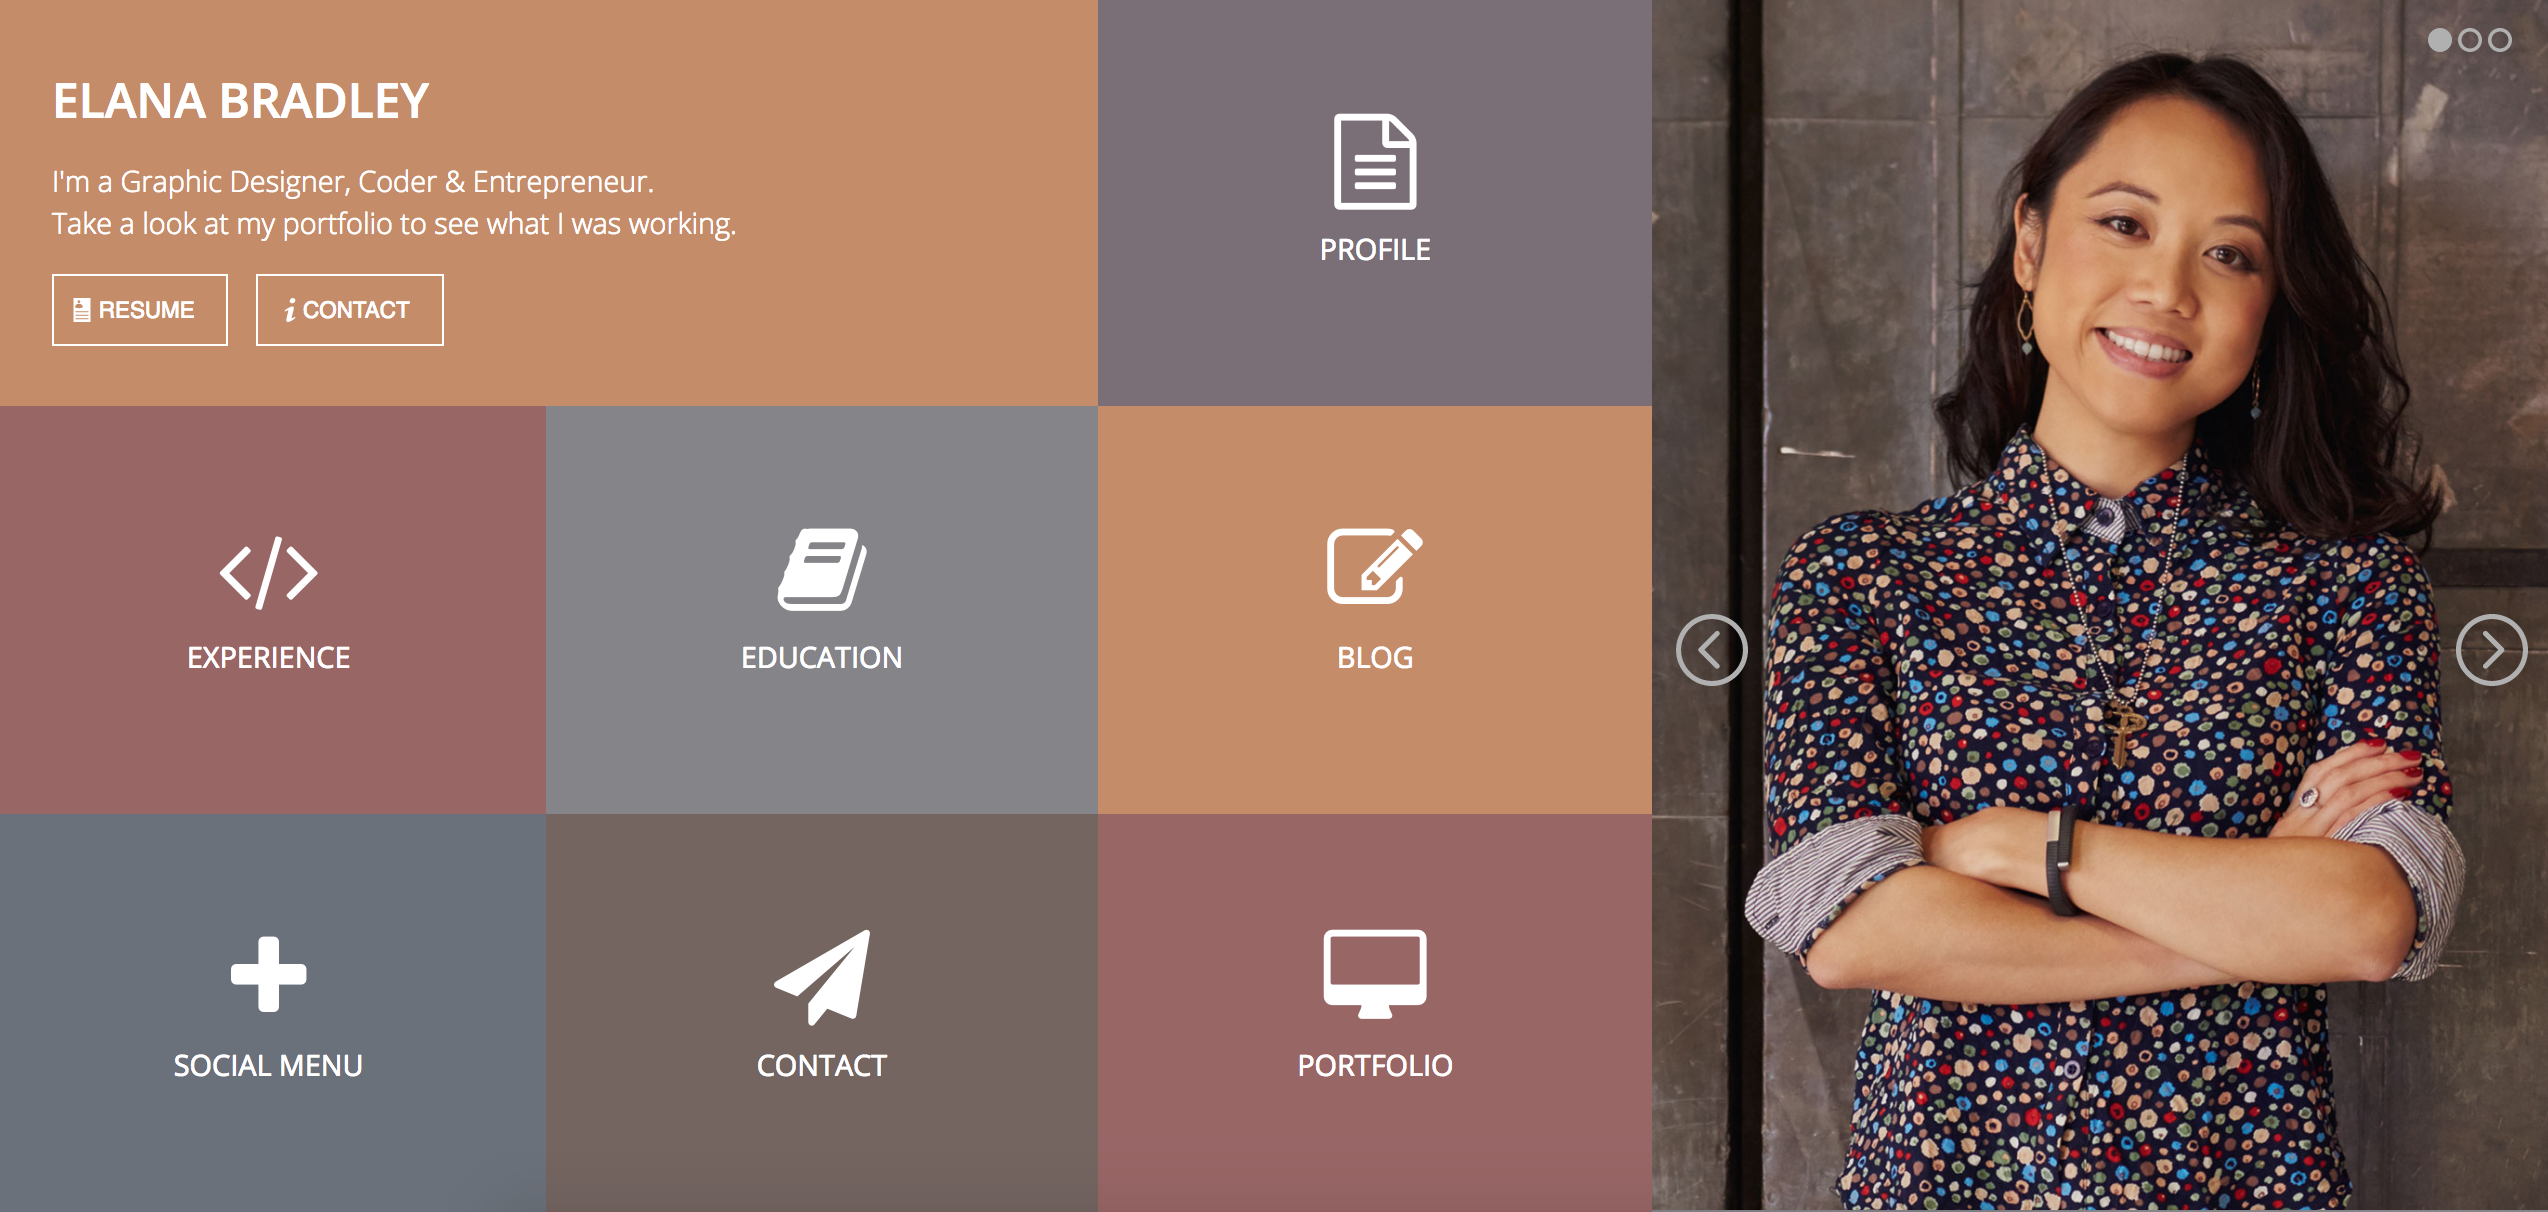 ELANA BRADLEY
I'm a Graphic Designer, Coder & Entrepreneur.
Take a look at my portfolio to see what I was working.
RESUME
CONTACT
PROFILE
EXPERIENCE
EDUCATION
BLOG
SOCIAL MENU
CONTACT
PORTFOLIO